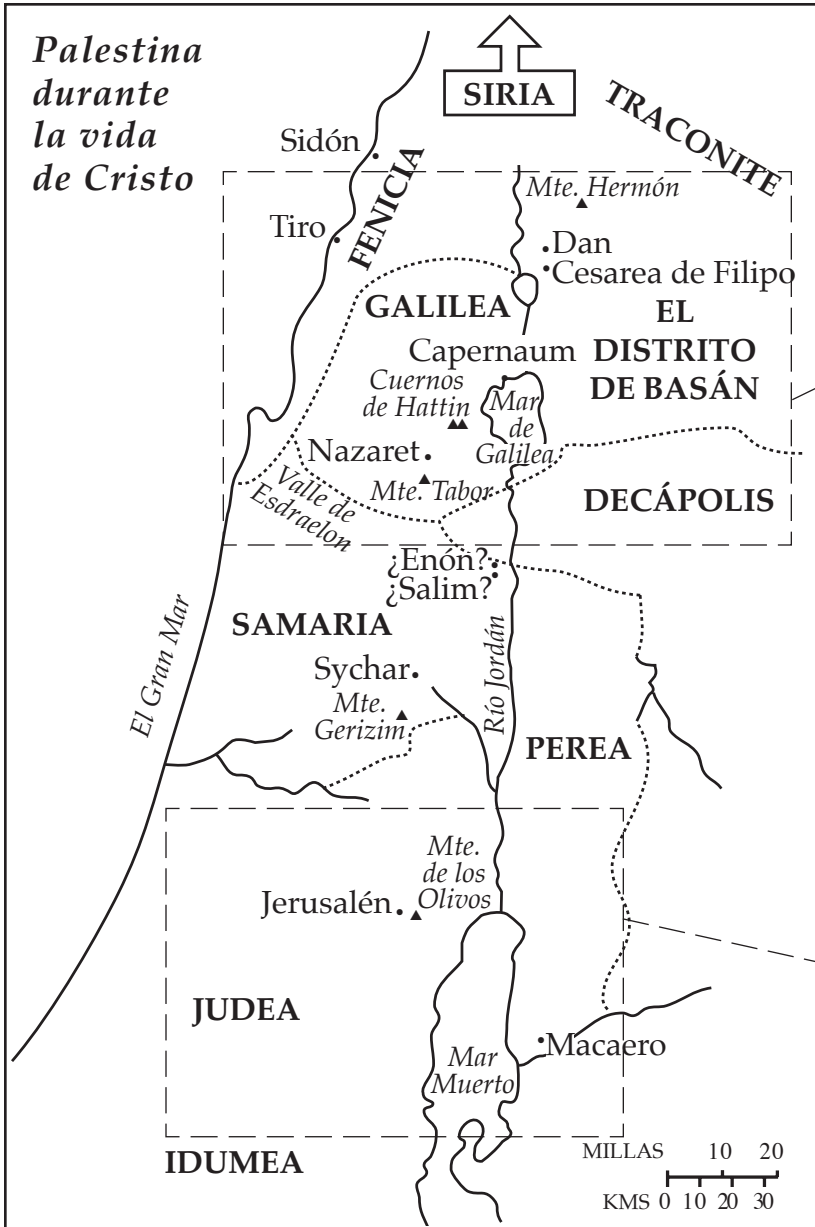 Palestina
durante
la vida
de Cristo
SIRIA
TRACONITE
Sidón
FENICIA
Mte. Hermón
Tiro
Dan
Cesarea de Filipo
GALILEA
EL
DISTRITO
DE BASÁN
Capernaum
Cuernos
de Hattin
Mar
de
Galilea
Nazaret
Mte. Tabor
Valle de
Esdraelon
DECÁPOLIS
¿Enón?
¿Salim?
SAMARIA
El Gran Mar
Sychar
Río Jordán
Mte.
Gerizim
PEREA
Mte.
de los
Olivos
Jerusalén
JUDEA
Macaero
Mar
Muerto
IDUMEA
MILLAS 10 20
KMS 0 10 20 30